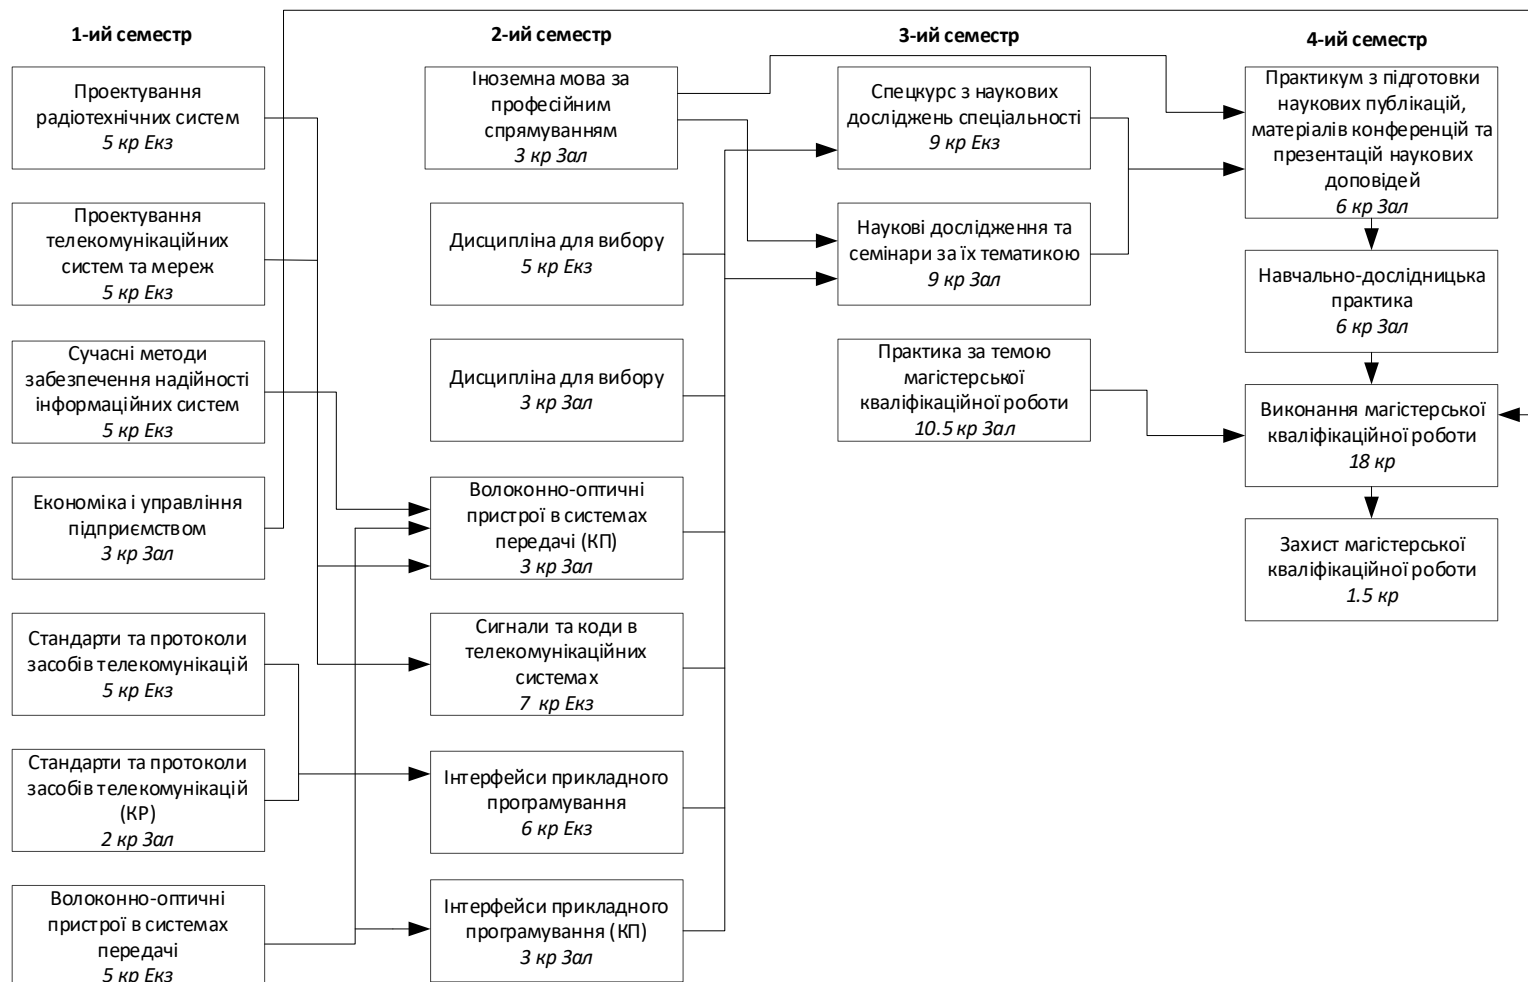 1-ий семестр
Проектування
радіотехнічних систем
5 кр Екз
Проектування
телекомунікаційних
систем та мереж
5 кр Екз
Сучасні методи
забезпечення надійності
інформаційних систем
5 кр Екз
Економіка і управління
підприємством
3 кр Зал
Стандарти та протоколи
засобів телекомунікацій
5 кр Екз
Стандарти та протоколи
засобів телекомунікацій
(КР)
2 кр Зал
Волоконно-оптичні
пристрої в системах
передачі
5 кр Екз
2-ий семестр
Іноземна мова за
професійним
спрямуванням
3 кр Зал
Дисципліна для вибору
5 кр Екз
Дисципліна для вибору
3 кр Зал
Волоконно-оптичні
пристрої в системах
передачі (КП)
3 кр Зал
Сигнали та коди в
телекомунікаційних
системах
7 кр Екз
Інтерфейси прикладного
програмування
6 кр Екз
Інтерфейси прикладного
програмування (КП)
3 кр Зал
3-ий семестр
Спецкурс з наукових
досліджень спеціальності
9 кр Екз
Наукові дослідження та
семінари за їх тематикою
9 кр Зал
Практика за темою
магістерської
кваліфікаційної роботи
10.5 кр Зал
4-ий семестр
Практикум з підготовки
наукових публікацій,
матеріалів конференцій та
презентацій наукових
доповідей
6 кр Зал
Навчально-дослідницька
практика
6 кр Зал
Виконання магістерської
кваліфікаційної роботи
18 кр
Захист магістерської
кваліфікаційної роботи
1.5 кр